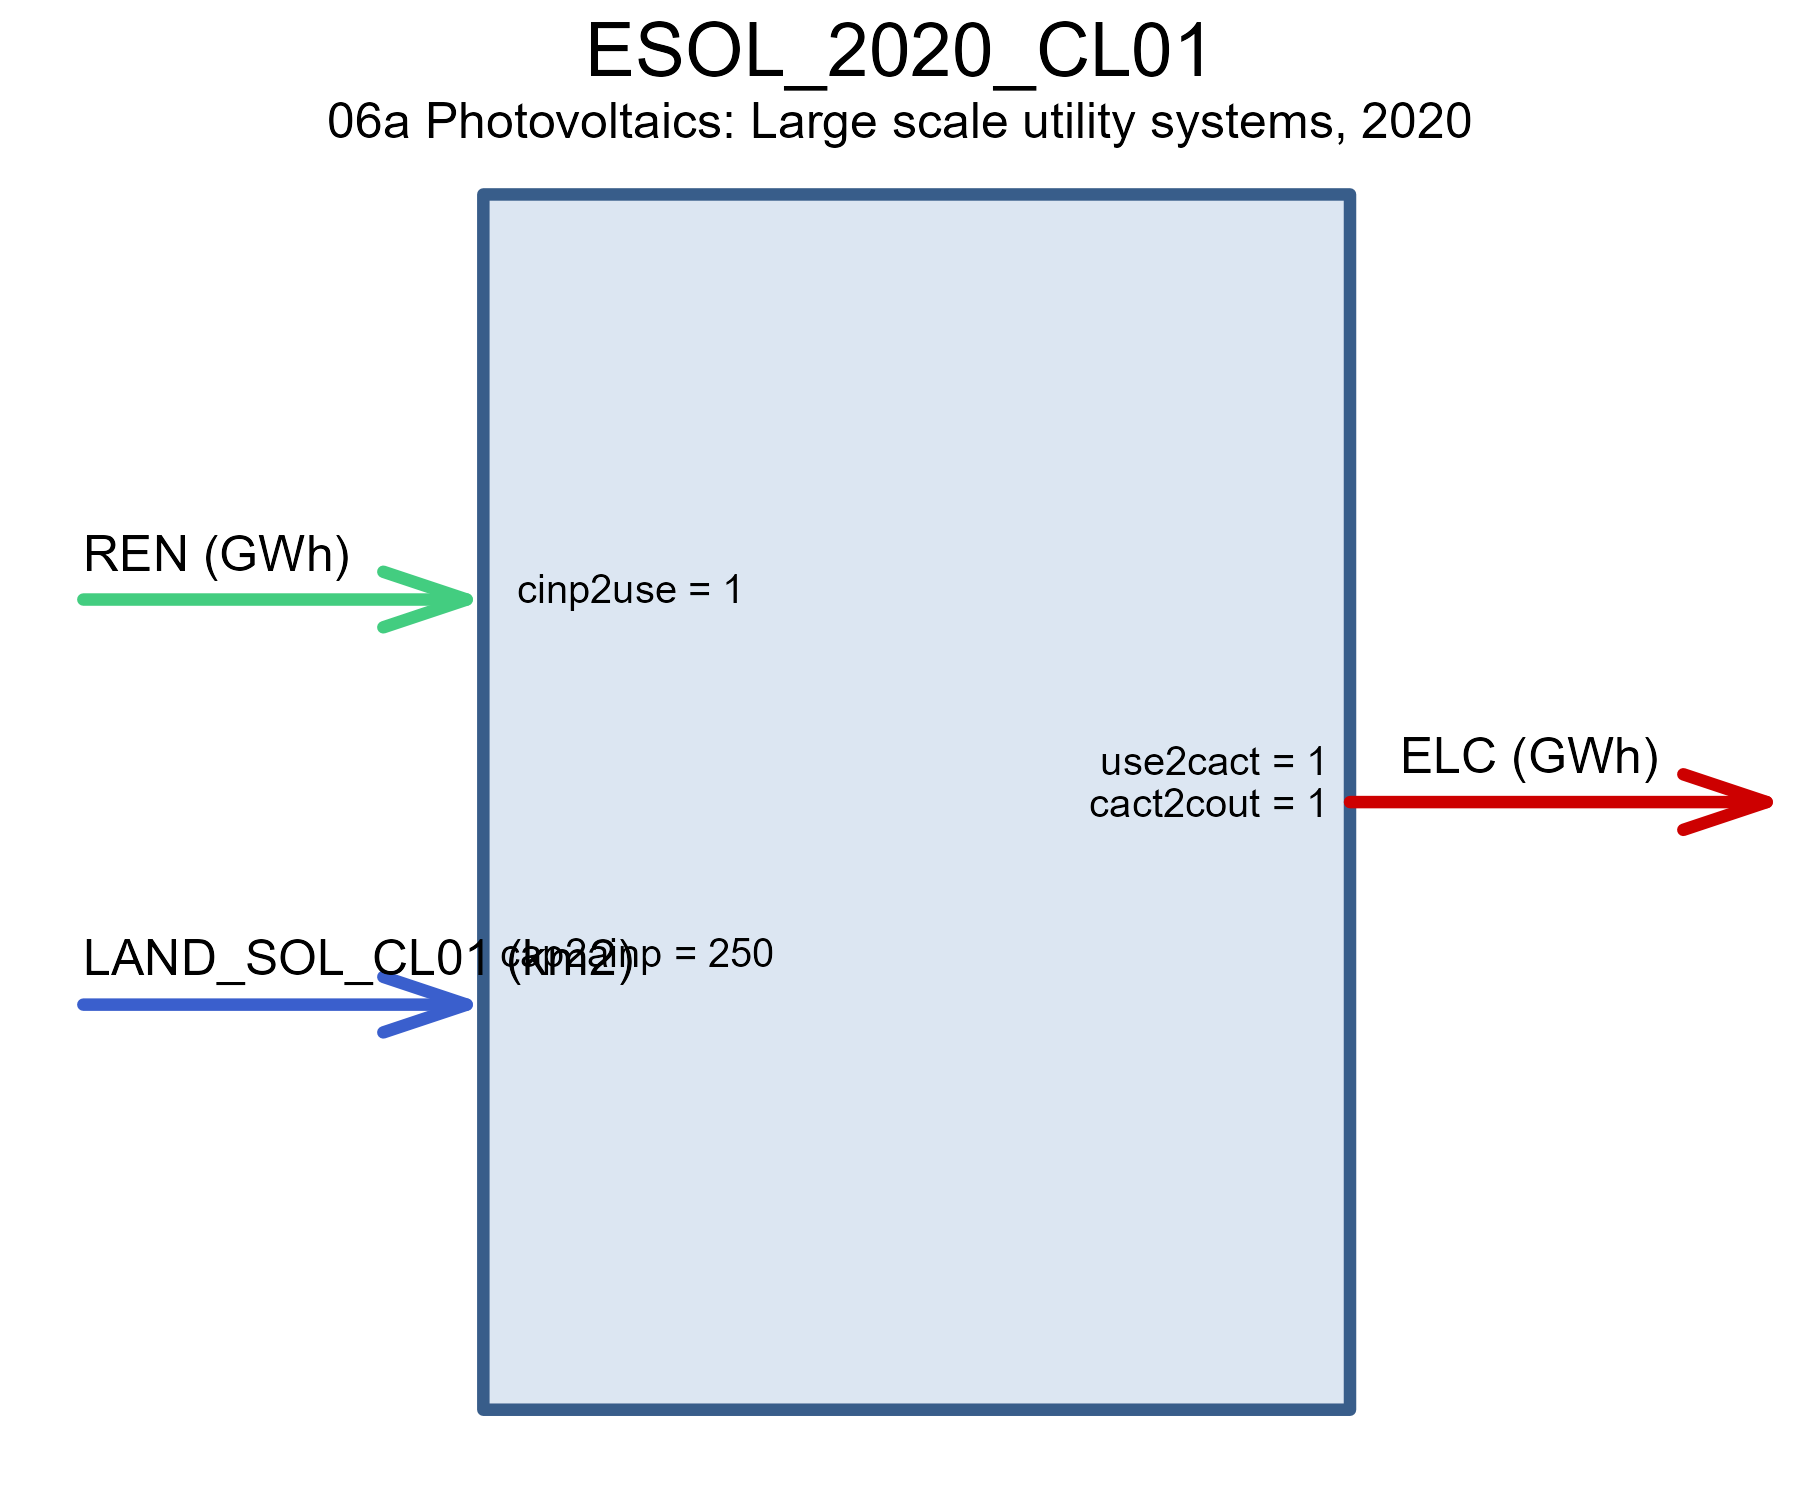 ESOL_2020_CL01
06a Photovoltaics: Large scale utility systems, 2020
REN (GWh)
cinp2use = 1
use2cact = 1
cact2cout = 1
ELC (GWh)
LAND_SOL_CL01 (km2)
cap2ainp = 250